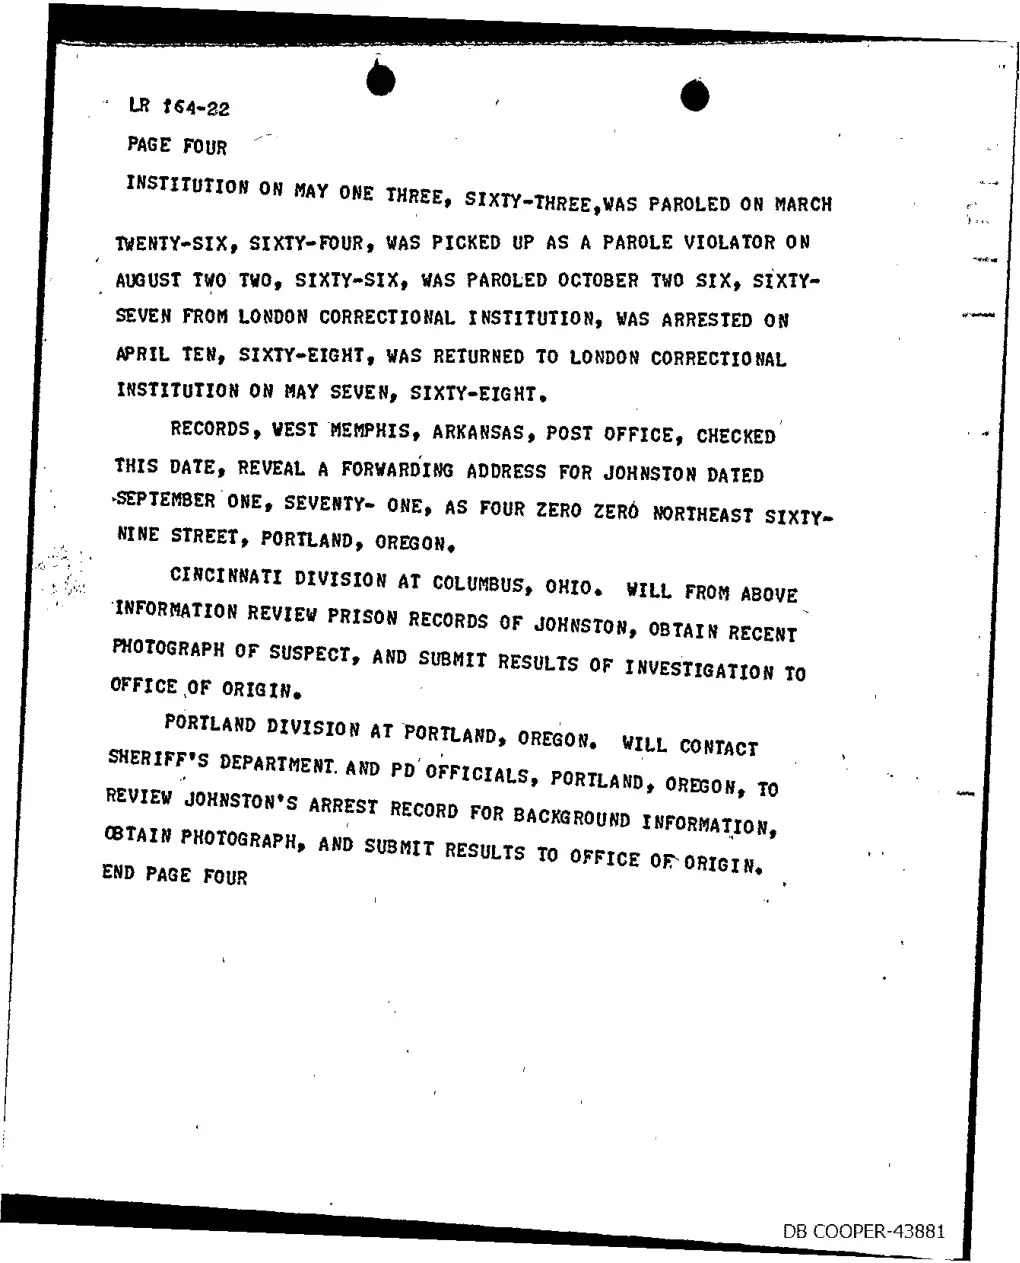 LR 164-22
PAGE FOUR
INSTITUTION ON MAY ONE THREE, SIXTY-THREE,WAS PAROLED ON MARCH
TWENTY-SIX, SIXTY-FOUR, WAS PICKED UP AS A PAROLE VIOLATOR ON
AUGUST TWO TWO, SIXTY-SIX, WAS PAROLED OCTOBER TWO SIX, SIXTY-
SEVEN FROM LONDON CORRECTIONAL INSTITUTION, WAS ARRESTED ON
APRIL TEN, SIXTY-EIGHT, WAS RETURNED TO LONDON CORRECTIONAL
INSTITUTION ON MAY SEVEN, SIXTY-EIGHT.
RECORDS, WEST MEMPHIS, ARKANSAS, POST OFFICE, CHECKED
THIS DATE, REVEAL A FORWARDING ADDRESS FOR JOHNSTON DATED
SEPTEMBER ONE, SEVENTY- ONE, AS FOUR ZERO ZERO NORTHEAST SIXTY-
NINE STREET, PORTLAND, OREGON.
CINCINNATI DIVISION AT COLUMBUS, OHIO. WILL FROM ABOVE
INFORMATION REVIEW PRISON RECORDS OF JOHNSTON, OBTAIN RECENT
PHOTOGRAPH OF SUSPECT, AND SUBMIT RESULTS OF INVESTIGATION TO
OFFICE OF ORIGIN.
PORTLAND DIVISION AT PORTLAND, OREGON. WILL CONTACT
SHERIFF'S DEPARTMENT. AND PD OFFICIALS, PORTLAND, OREGON, TO
REVIEW JOHNSTON'S ARREST RECORD FOR BACKGROUND INFORMATION,
OBTAIN PHOTOGRAPH, AND SUBMIT RESULTS TO OFFICE OF ORIGIN.
END PAGE FOUR
DB COOPER-43881